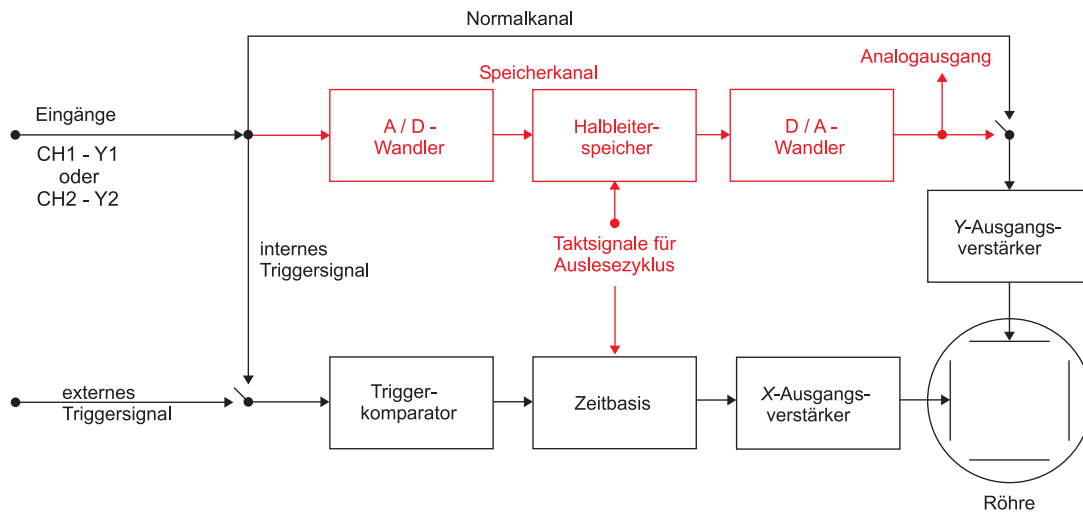 Normalkanal
Speicherkanal
Analogausgang
Eingänge
CH1 - Y1
oder
CH2 - Y2
A / D -
Wandler
Halbleiter-
speicher
D / A -
Wandler
internes
Triggersignal
Taktsignale für
Auslesezyklus
Y-Ausgangs-
verstärker
externes
Triggersignal
Trigger-
komparator
Zeitbasis
X-Ausgangs-
verstärker
Röhre